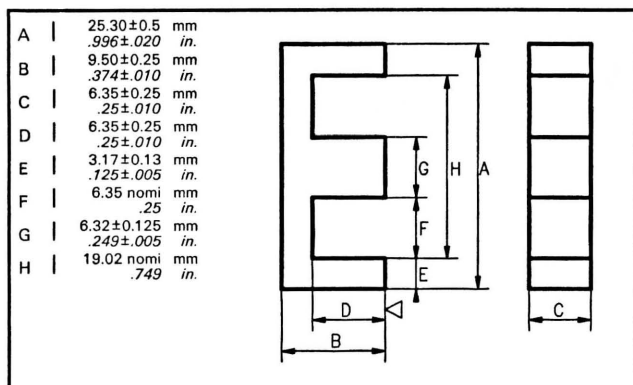 A | 25.30±0.5 mm
.996±.020 in.
B | 9.50±0.25 mm
.374±.010 in.
C | 6.35±0.25 mm
.25±.010 in.
D | 6.35±0.25 mm
.25±.010 in.
E | 3.17±0.13 mm
.125±.005 in.
F | 6.35 nomi mm
.25 in.
G | 6.32±0.125 mm
.249±.005 in.
H | 19.02 nomi mm
.749 in.
G
H
A
F
E
D
C
B